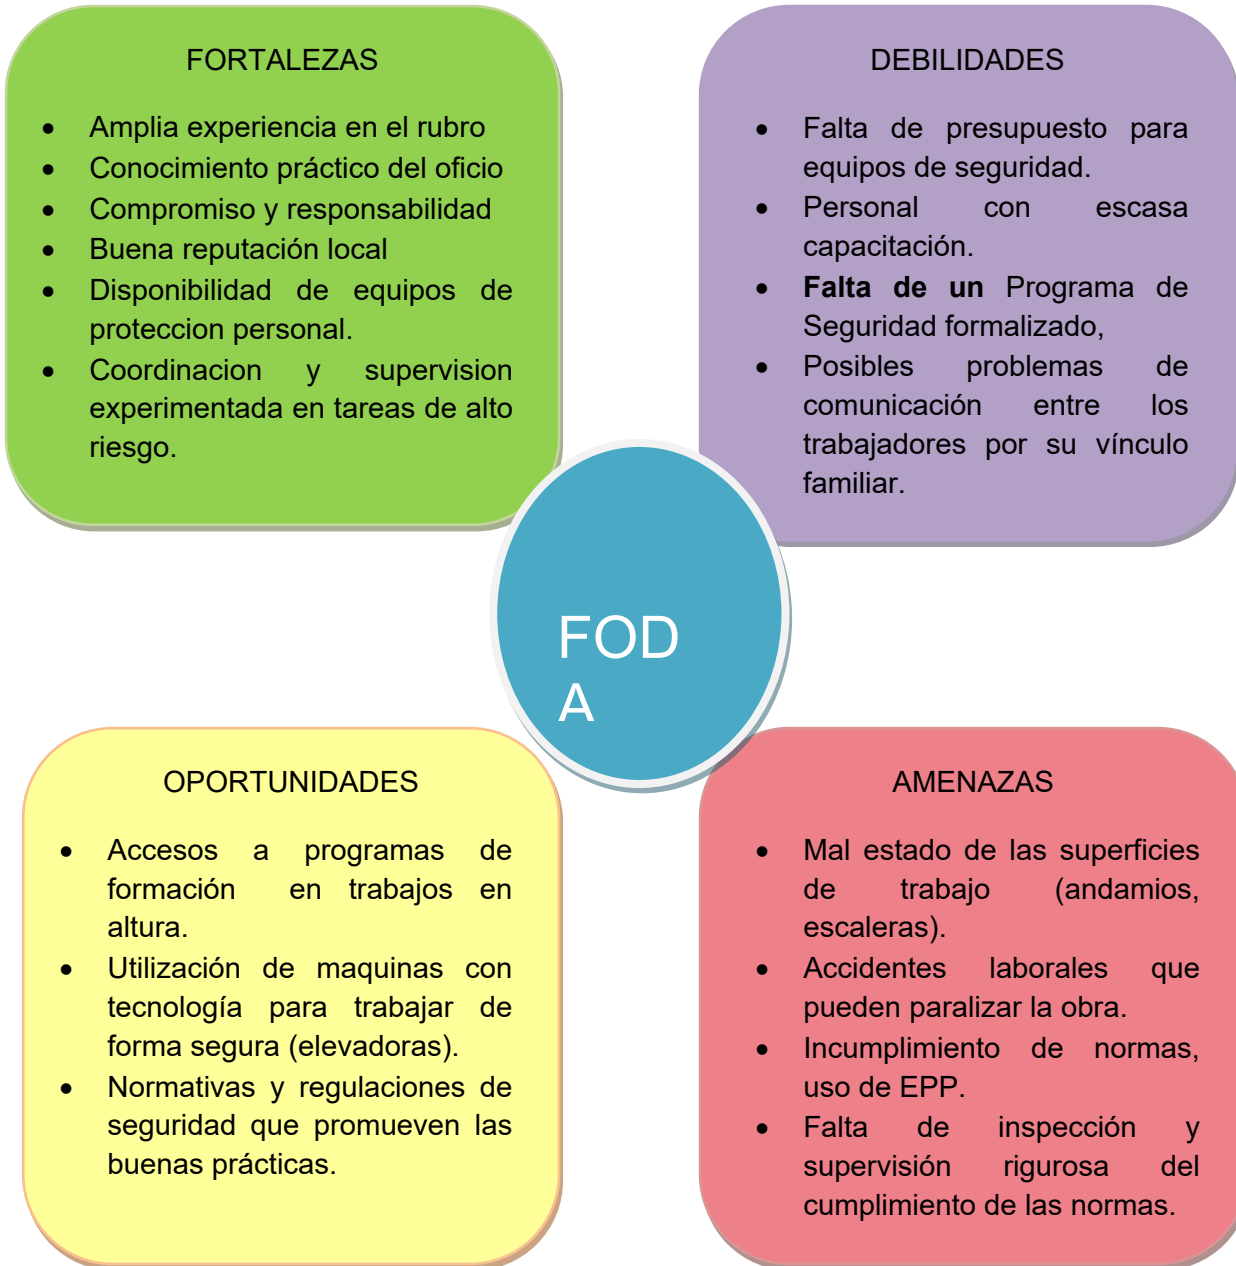 FORTALEZAS
• Amplia experiencia en el rubro
• Conocimiento práctico del oficio
• Compromiso y responsabilidad
• Buena reputación local
• Disponibilidad de equipos de
proteccion personal.
• Coordinacion y supervision
experimentada en tareas de alto
riesgo.
DEBILIDADES
• Falta de presupuesto para
equipos de seguridad.
• Personal con escasa
capacitación.
• Falta de un Programa de
Seguridad formalizado,
• Posibles problemas de
comunicación entre los
trabajadores por su vínculo
familiar.
FOD
A
OPORTUNIDADES
• Accesos a programas de
formación en trabajos en
altura.
• Utilización de maquinas con
tecnología para trabajar de
forma segura (elevadoras).
• Normativas y regulaciones de
seguridad que promueven las
buenas prácticas.
AMENAZAS
• Mal estado de las superficies
de trabajo (andamios,
escaleras).
• Accidentes laborales que
pueden paralizar la obra.
• Incumplimiento de normas,
uso de EPP.
• Falta de inspección y
supervisión rigurosa del
cumplimiento de las normas.